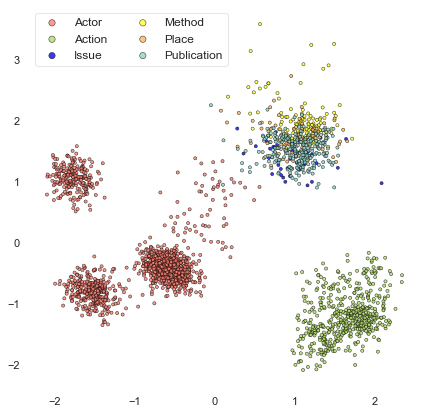 Actor
Action
Issue
Method
Place
Publication
3
2
1
0
−1
−2
−2
−1
0
1
2